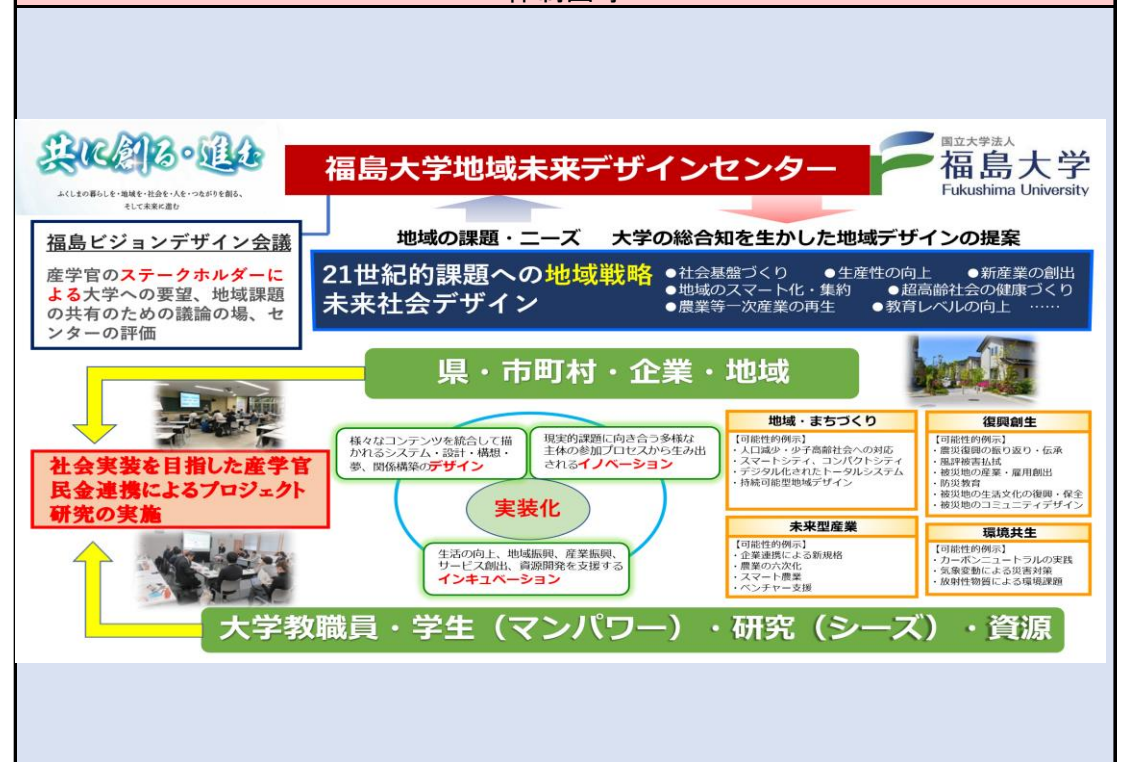 共に創る・進む
ふくしまの暮らしを・地域を・社会を・人を・つながりを創る、
そして未来に進む
福島大学地域未来デザインセンター
国立大学法人
福島大学
Fukushima University
福島ビジョンデザイン会議
産学官のステークホルダーに
よる大学への要望、地域課題
の共有のための議論の場、セ
ンターの評価
地域の課題・ニーズ
大学の総合知を生かした地域デザインの提案
21世紀的課題への地域戦略
未来社会デザイン
●社会基盤づくり ●生産性の向上 ●新産業の創出
●地域のスマート化・集約 ●超高齢社会の健康づくり
●農業等一次産業の再生 ●教育レベルの向上 ……
県・市町村・企業・地域
社会実装を目指した産学官
民金連携によるプロジェクト
研究の実施
様々なコンテンツを統合して描
かれるシステム・設計・構想・
夢、関係構築のデザイン
現実的課題に向き合う多様な
主体の参加プロセスから生み出
されるイノベーション
実装化
生活の向上、地域振興、産業振興、
サービス創出、資源開発を支援する
インキュベーション
地域・まちづくり
【可能性的例示】
・人口減少・少子高齢社会への対応
・スマートシティ、コンパクトシティ
・デジタル化されたトータルシステム
・持続可能型地域デザイン
復興創生
【可能性的例示】
・震災復興の振り返り・伝承
・風評被害払拭
・被災地の産業・雇用創出
・防災教育
・被災地の生活文化の復興・保全
・被災地のコミュニティデザイン
未来型産業
【可能性的例示】
・企業連携による新規格
・農業の六次化
・スマート農業
・ベンチャー支援
環境共生
【可能性的例示】
・カーボンニュートラルの実践
・気象変動による災害対策
・放射性物質による環境課題
大学教職員・学生（マンパワー）・研究（シーズ）・資源